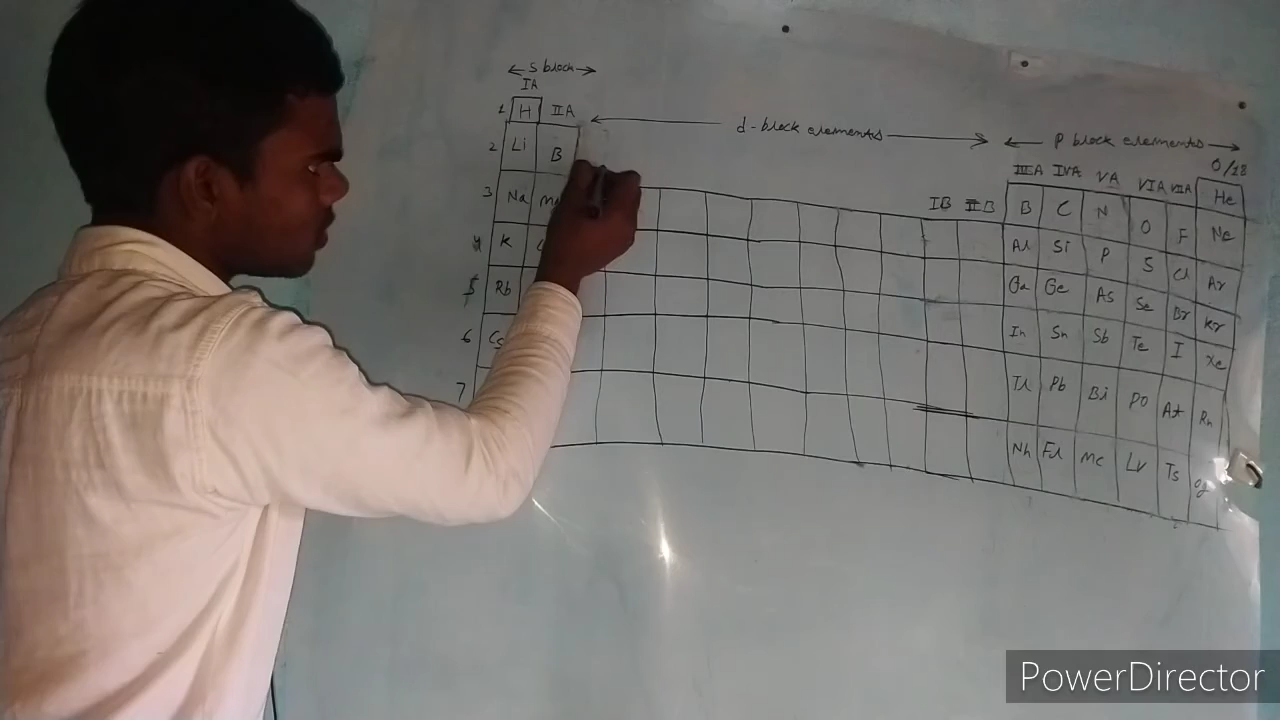 S block
IA
1 H IIA
d-block elements
P block elements
0/18
2 Li B
IIIA IVA VA VIA VIIA He
3 Na
IB IIB B C N O F Ne
4 K
Al Si P S Cl Ar
5 Rb
Ga Ge As Se Br Kr
6 Cs
In Sn Sb Te I Xe
7
Tl Pb Bi Po At Rn
Nh Fl Mc Lv Ts Og
PowerDirector